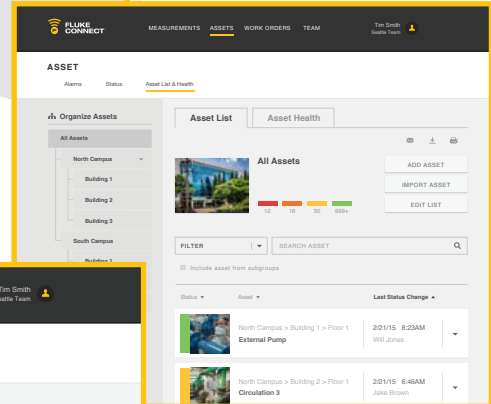 FLUKE
CONNECT
MEASUREMENTS ASSETS WORK ORDERS TEAM
Tim Smith
Seattle Team
ASSET
Alarms Status Asset List & Health
Organize Assets
All Assets
North Campus
Building 1
Building 2
Building 3
South Campus
Building 1
Asset List Asset Health
All Assets
12 18 30 999+
ADD ASSET
IMPORT ASSET
EDIT LIST
FILTER SEARCH ASSET
Include asset from subgroups
Status Asset Last Status Change
North Campus > Building 1 > Floor 1 2/21/15 8:23AM
External Pump Will Jones
North Campus > Building 2 > Floor 1 2/21/15 6:46AM
Circulation 3 Jake Brown
Tim Smith
Seattle Team